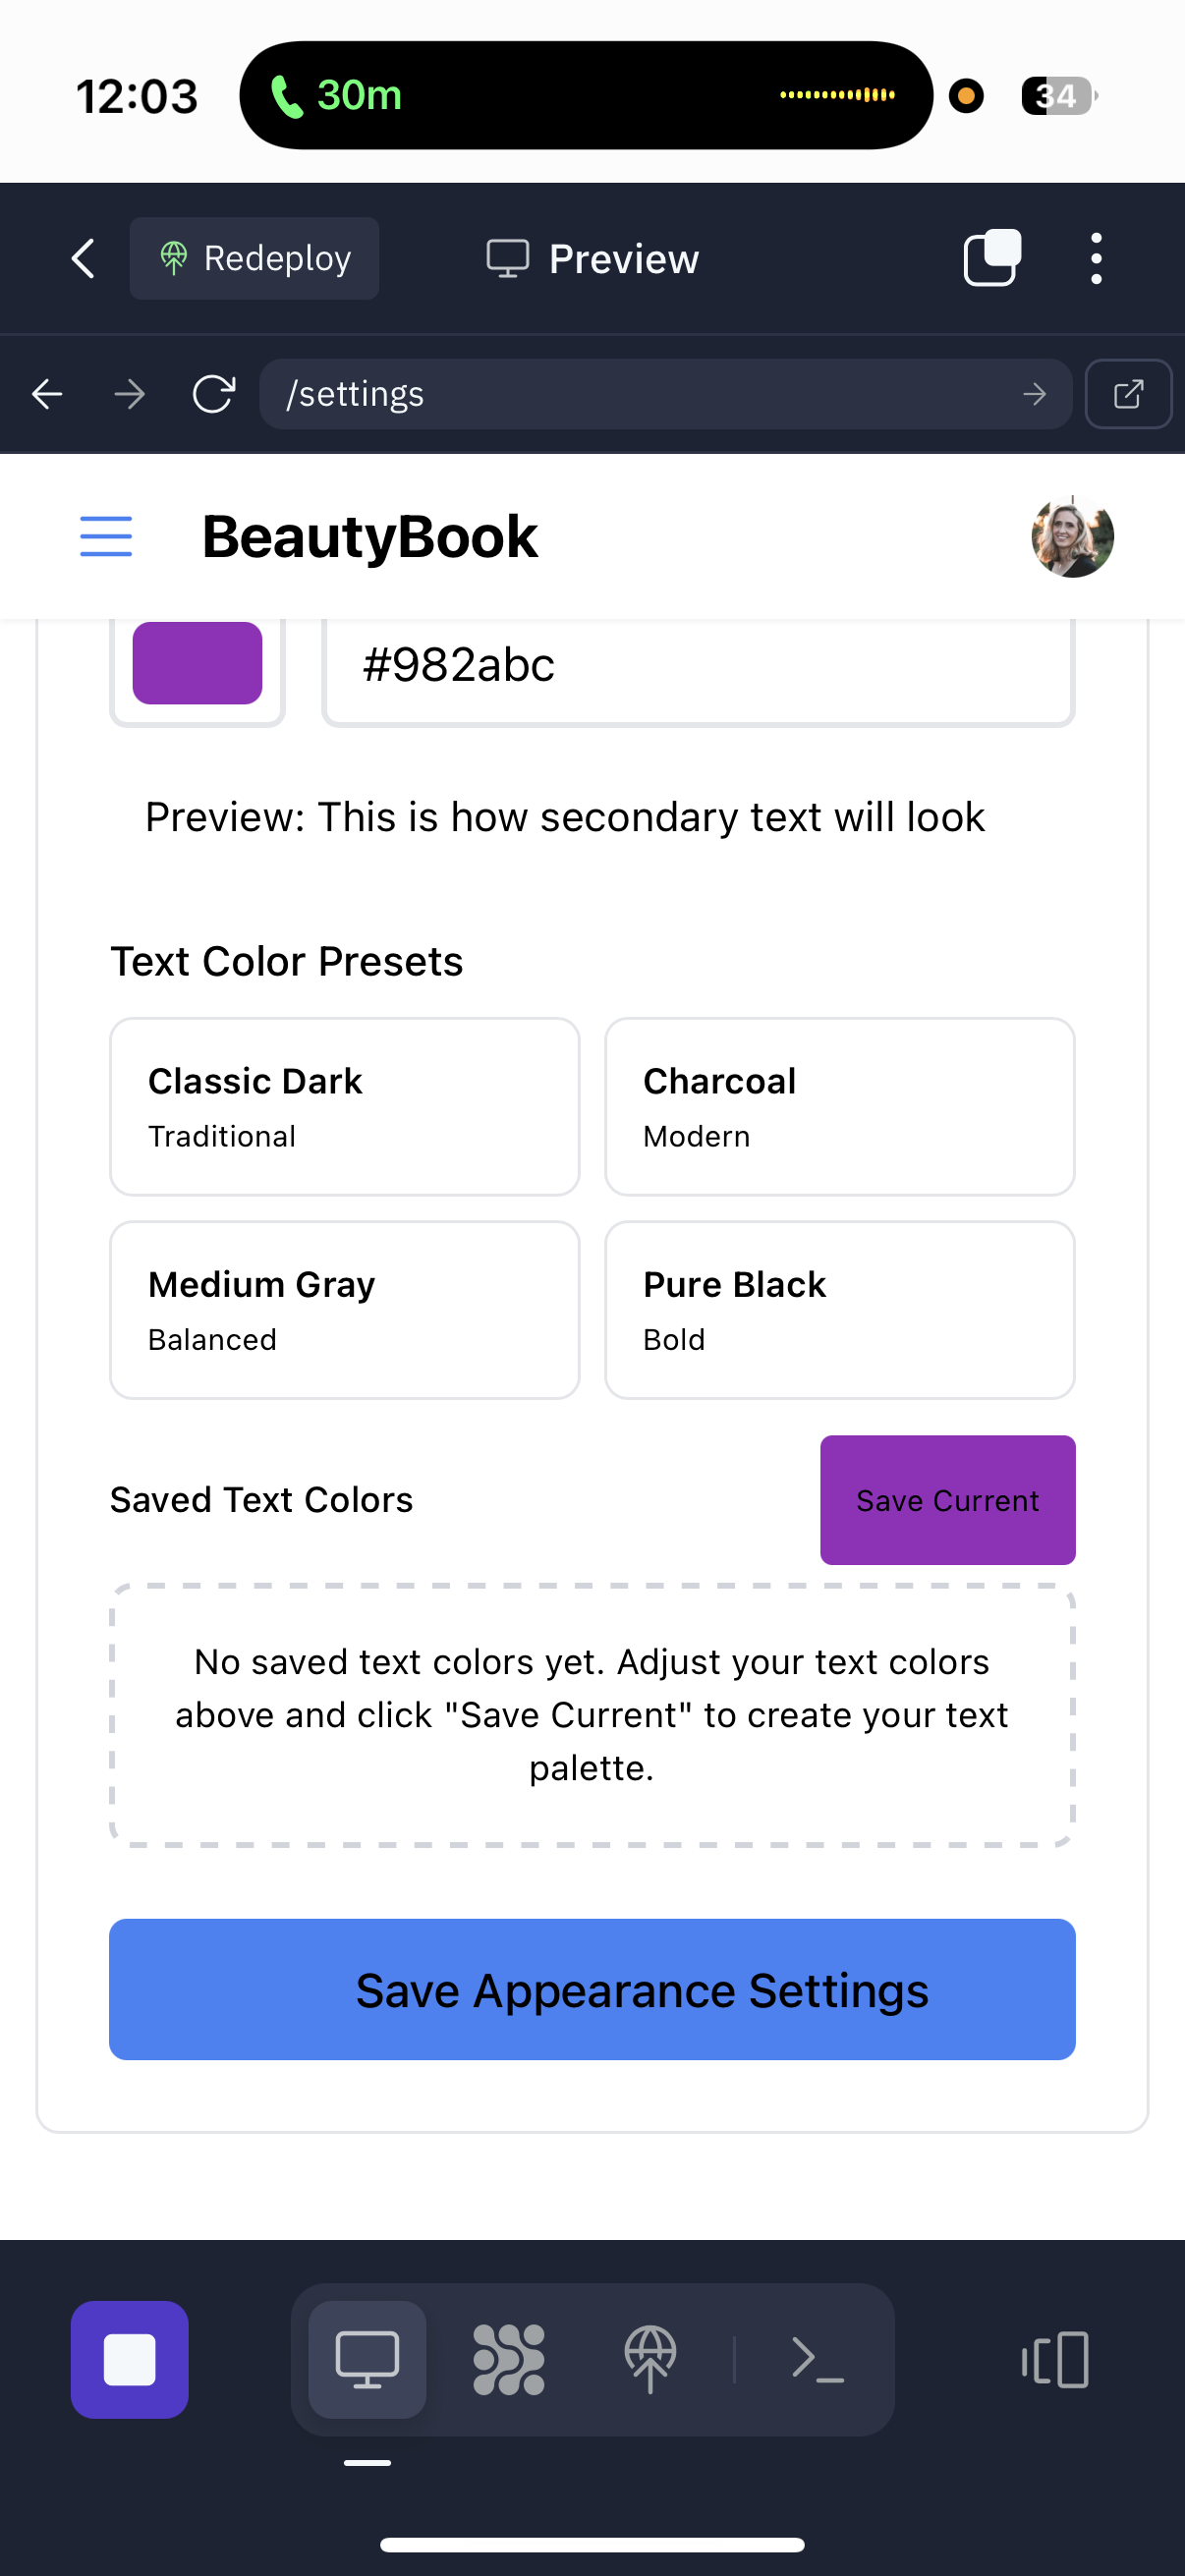 12:03
30m
34
Redeploy
Preview
/settings
BeautyBook
#982abc
Preview: This is how secondary text will look
Text Color Presets
Classic Dark
Traditional
Charcoal
Modern
Medium Gray
Balanced
Pure Black
Bold
Saved Text Colors
Save Current
No saved text colors yet. Adjust your text colors
above and click "Save Current" to create your text
palette.
Save Appearance Settings